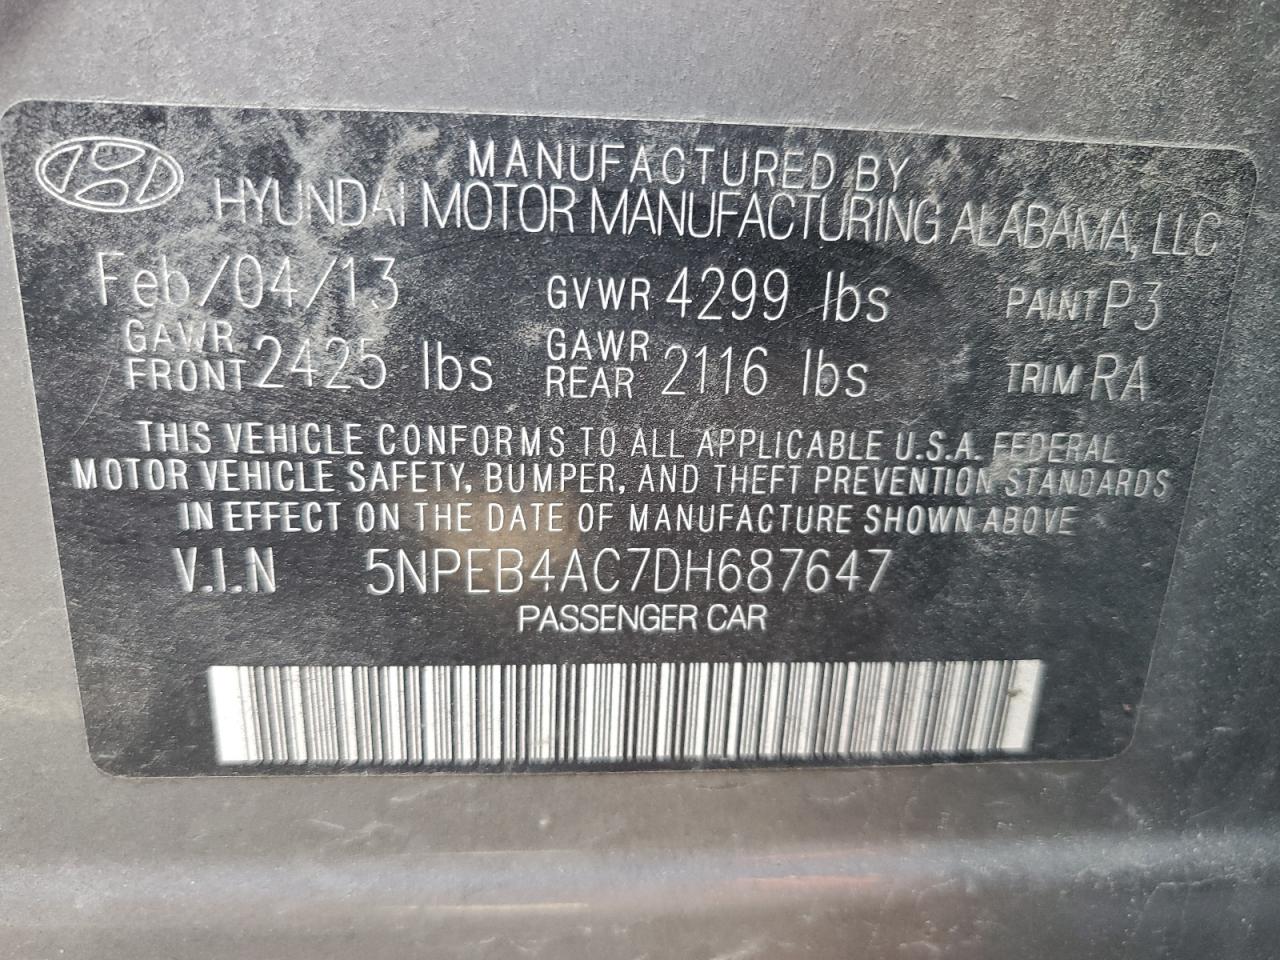 MANUFACTURED BY
HYUNDAI MOTOR MANUFACTURING ALABAMA, LLC
Feb/04/13 GVWR 4299 lbs PAINT P3
GAWR FRONT 2425 lbs GAWR REAR 2116 lbs TRIM RA
THIS VEHICLE CONFORMS TO ALL APPLICABLE U.S.A. FEDERAL
MOTOR VEHICLE SAFETY, BUMPER, AND THEFT PREVENTION STANDARDS
IN EFFECT ON THE DATE OF MANUFACTURE SHOWN ABOVE
V.I.N 5NPEB4AC7DH687647
PASSENGER CAR